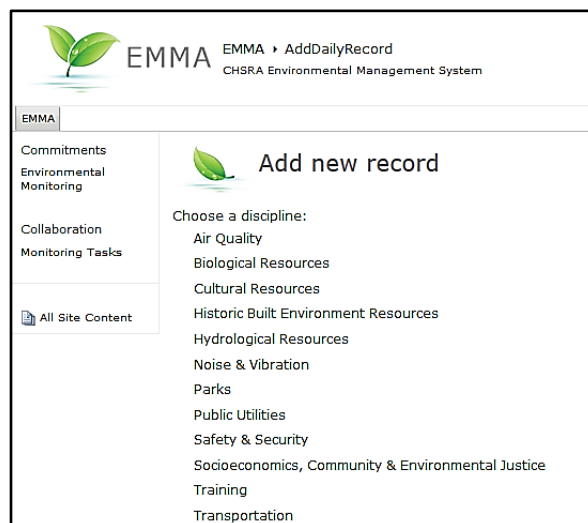 EMMA
EMMA ▸ AddDailyRecord
CHSRA Environmental Management System
EMMA
Commitments
Environmental
Monitoring
Collaboration
Monitoring Tasks
All Site Content
Add new record
Choose a discipline:
Air Quality
Biological Resources
Cultural Resources
Historic Built Environment Resources
Hydrological Resources
Noise & Vibration
Parks
Public Utilities
Safety & Security
Socioeconomics, Community & Environmental Justice
Training
Transportation